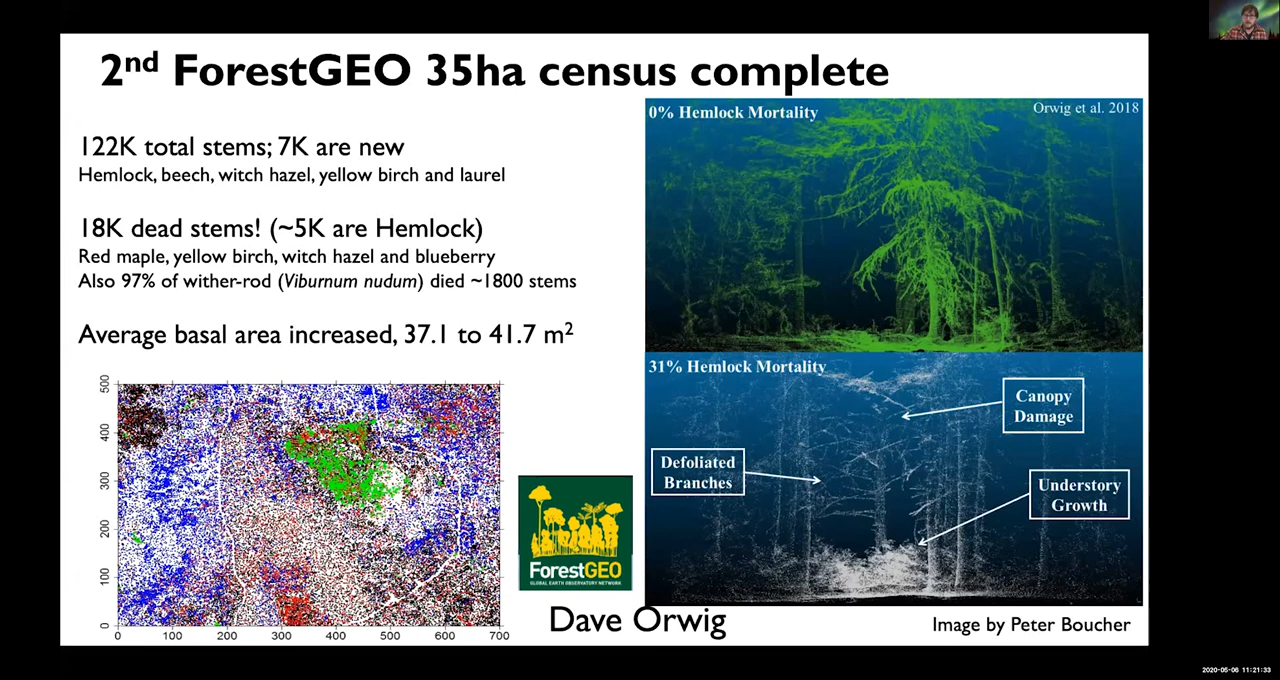 2nd ForestGEO 35ha census complete
122K total stems; 7K are new
Hemlock, beech, witch hazel, yellow birch and laurel
18K dead stems! (~5K are Hemlock)
Red maple, yellow birch, witch hazel and blueberry
Also 97% of wither-rod (Viburnum nudum) died ~1800 stems
Average basal area increased, 37.1 to 41.7 m2
500
400
300
200
100
0
0 100 200 300 400 500 600 700
ForestGEO
GLOBAL EARTH OBSERVATORY NETWORK
Dave Orwig
0% Hemlock Mortality
Orwig et al. 2018
31% Hemlock Mortality
Canopy
Damage
Defoliated
Branches
Understory
Growth
Image by Peter Boucher
2020-05-06 11:21:33